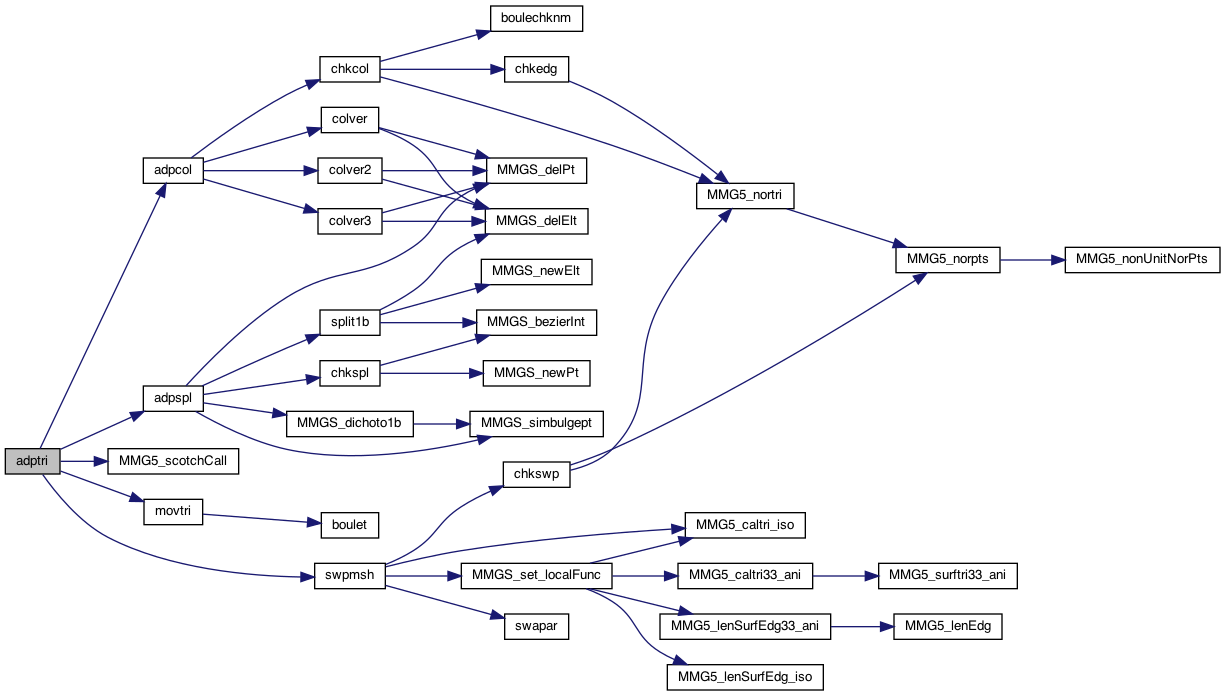 boulechknm
chkcol
chkedg
colver
adpcol
colver2
MMGS_delPt
MMG5_nortri
colver3
MMGS_delElt
MMG5_norpts
MMG5_nonUnitNorPts
MMGS_newElt
split1b
MMGS_bezierInt
chkspl
MMGS_newPt
adpspl
MMGS_dichoto1b
MMGS_simbulgept
adptri
MMG5_scotchCall
chkswp
movtri
boulet
MMG5_caltri_iso
swpmsh
MMGS_set_localFunc
MMG5_caltri33_ani
MMG5_surftri33_ani
swapar
MMG5_lenSurfEdg33_ani
MMG5_lenEdg
MMG5_lenSurfEdg_iso